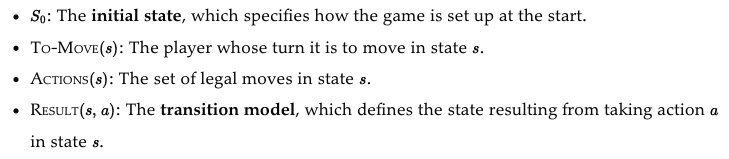 • S₀: The initial state, which specifies how the game is set up at the start.
• To-Move(s): The player whose turn it is to move in state s.
• Actions(s): The set of legal moves in state s.
• Result(s, a): The transition model, which defines the state resulting from taking action a
in state s.